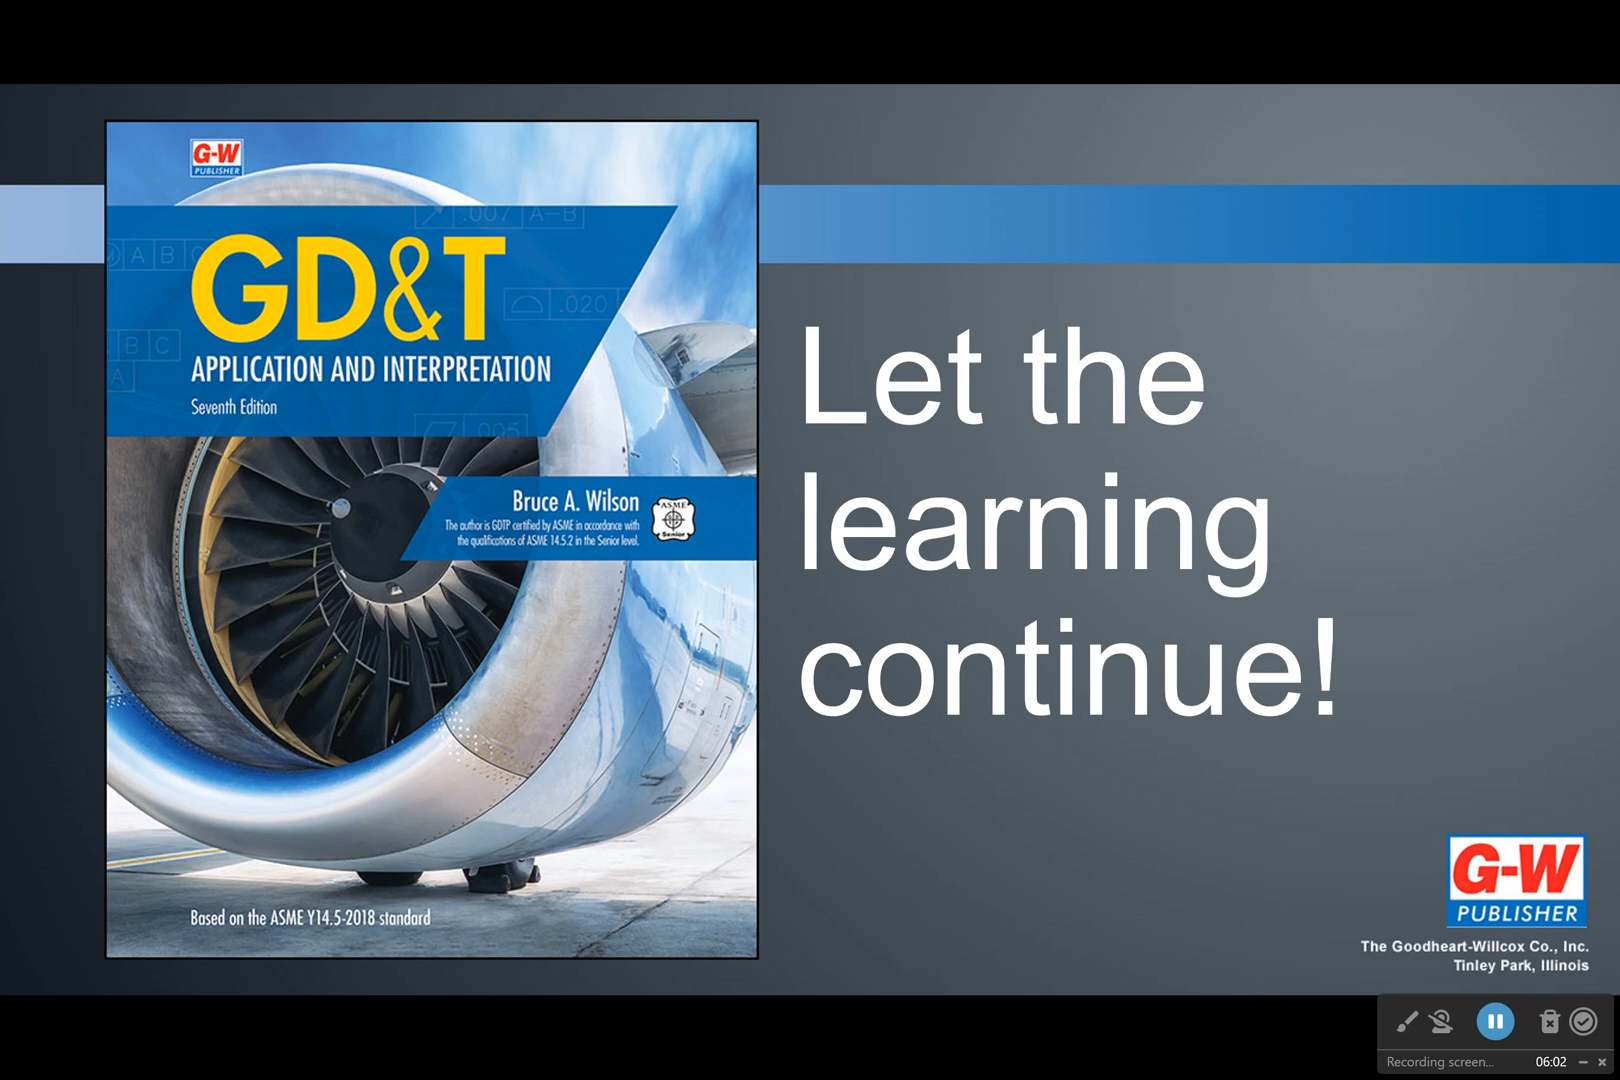 G-W
PUBLISHER
.007 A-B
A B C
GD&T
.020
B C
A
APPLICATION AND INTERPRETATION
Seventh Edition
.005
Bruce A. Wilson
The author is GDTP certified by ASME in accordance with
the qualifications of ASME 14.5.2 in the Senior level.
ASME
Senior
Based on the ASME Y14.5-2018 standard
Let the
learning
continue!
G-W
PUBLISHER
The Goodheart-Willcox Co., Inc.
Tinley Park, Illinois
Recording screen... 06:02